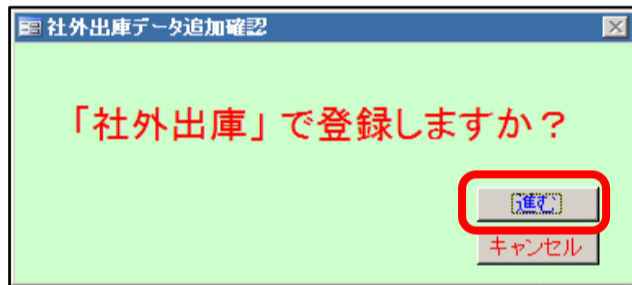 社外出庫データ追加確認
「社外出庫」で登録しますか？
進む
キャンセル